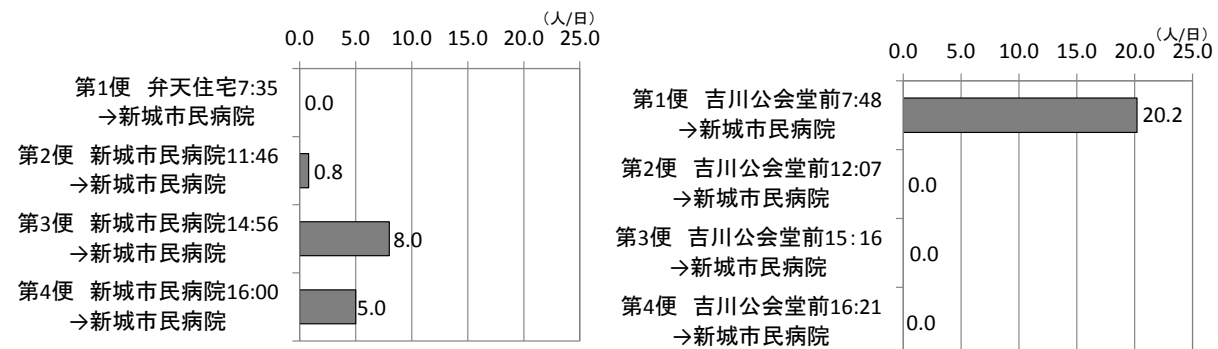 (人/日)
0.0 5.0 10.0 15.0 20.0 25.0
第1便 弁天住宅7:35
→新城市民病院
0.0
第2便 新城市民病院11:46
→新城市民病院
0.8
第3便 新城市民病院14:56
→新城市民病院
8.0
第4便 新城市民病院16:00
→新城市民病院
5.0
(人/日)
0.0 5.0 10.0 15.0 20.0 25.0
第1便 吉川公会堂前7:48
→新城市民病院
20.2
第2便 吉川公会堂前12:07
→新城市民病院
0.0
第3便 吉川公会堂前15:16
→新城市民病院
0.0
第4便 吉川公会堂前16:21
→新城市民病院
0.0